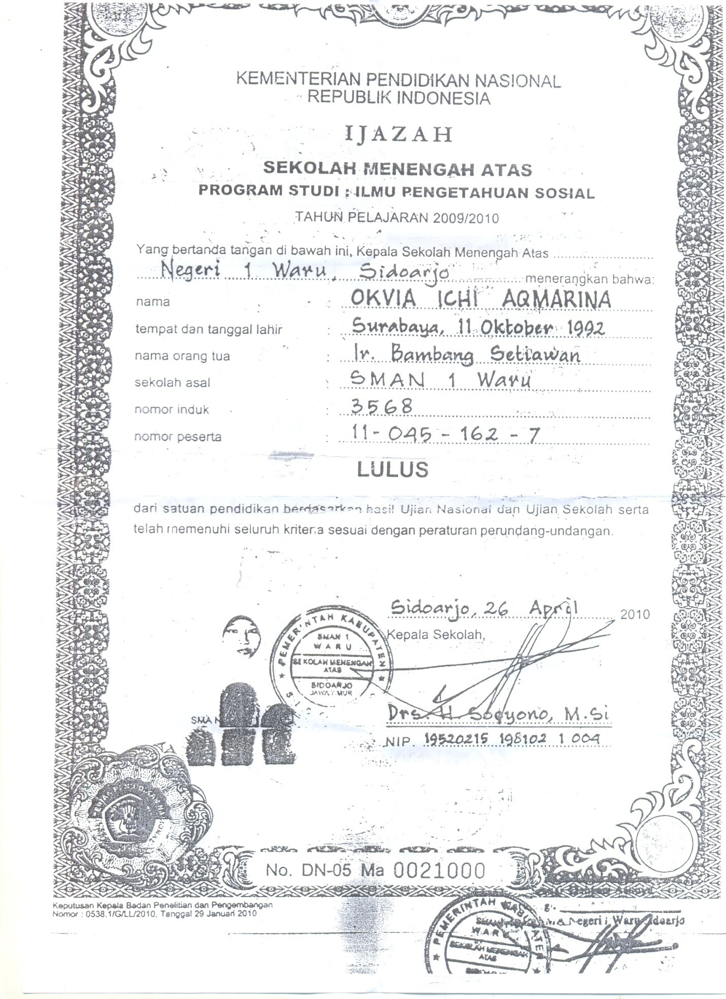 KEMENTERIAN PENDIDIKAN NASIONAL
REPUBLIK INDONESIA
IJAZAH
SEKOLAH MENENGAH ATAS
PROGRAM STUDI : ILMU PENGETAHUAN SOSIAL
TAHUN PELAJARAN 2009/2010
Yang bertanda tangan di bawah ini, Kepala Sekolah Menengah Atas
Negeri 1 Waru, Sidoarjo menerangkan bahwa:
nama : OKVIA ICHI AQMARINA
tempat dan tanggal lahir : Surabaya, 11 Oktober 1992
nama orang tua : Ir. Bambang Setiawan
sekolah asal : SMAN 1 Waru
nomor induk : 3568
nomor peserta : 11-045-162-7
LULUS
dari satuan pendidikan berdasarkan hasil Ujian Nasional dan Ujian Sekolah serta
telah memenuhi seluruh kriteria sesuai dengan peraturan perundang-undangan.
Sidoarjo, 26 April 2010
Kepala Sekolah,
PEMERINTAH KABUPATEN
SMAN 1
WARU
SEKOLAH MENENGAH
ATAS
SIDOARJO
JAWA TIMUR
SMA N
Drs. H. Soeyono, M.Si
NIP. 19520215 198102 1 004
No. DN-05 Ma 0021000
Keputusan Kepala Badan Penelitian dan Pengembangan
Nomor : 0538.1/G/LL/2010, Tanggal 29 Januari 2010
PEMERINTAH KABUPATEN
WARU
SEKOLAH MENENGAH
ATAS
Negeri 1 Waru Sidoarjo